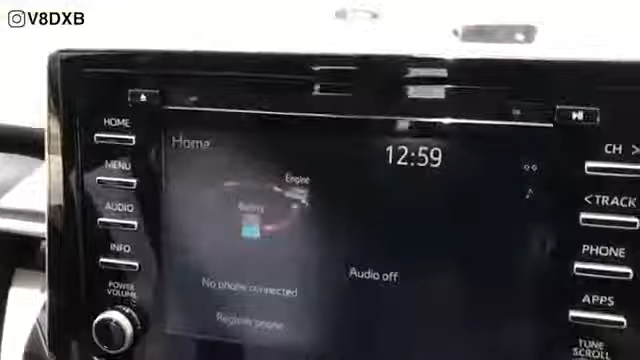 V8DXB
HOME
MENU
AUDIO
INFO
POWER
VOLUME
Home
12:59
Engine
Battery
No phone connected
Register phone
Audio off
CH >
<TRACK
PHONE
APPS
TUNE
SCROLL